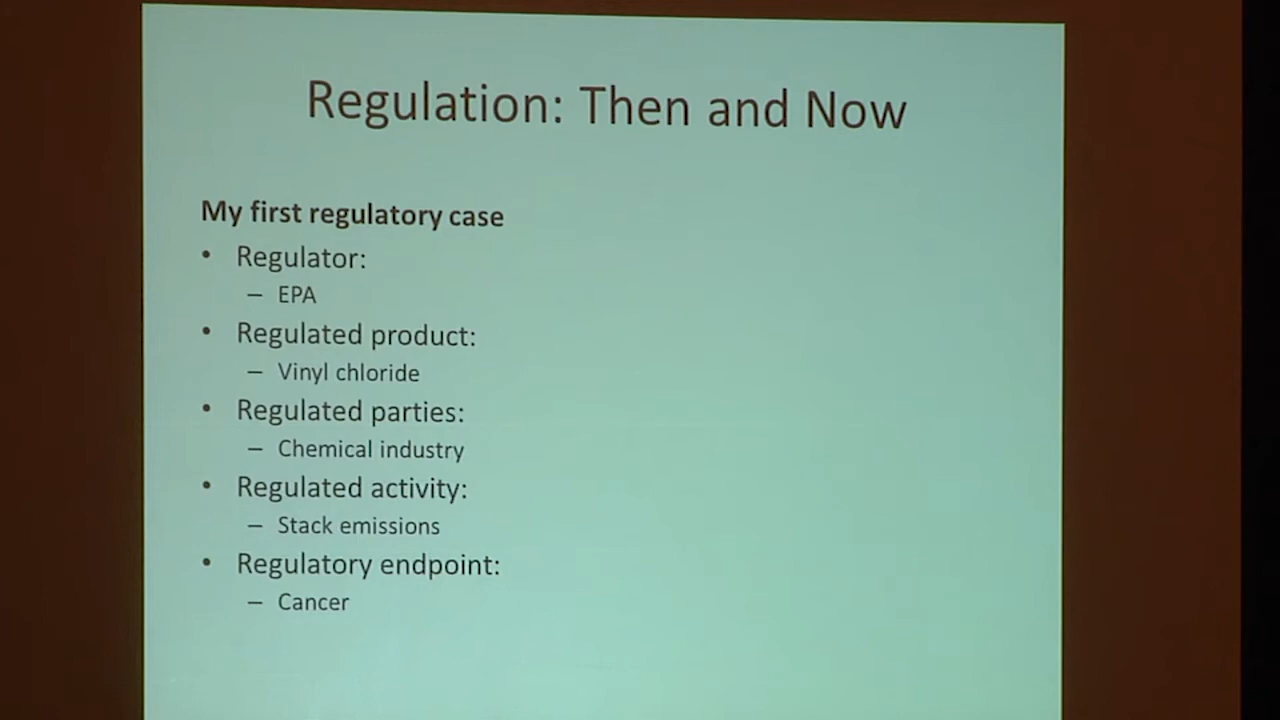 Regulation: Then and Now
My first regulatory case
• Regulator:
– EPA
• Regulated product:
– Vinyl chloride
• Regulated parties:
– Chemical industry
• Regulated activity:
– Stack emissions
• Regulatory endpoint:
– Cancer